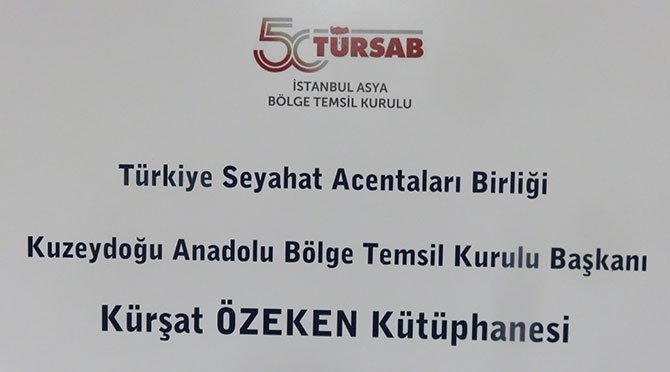 50 TÜRSAB
İSTANBUL ASYA
BÖLGE TEMSİL KURULU
Türkiye Seyahat Acentaları Birliği
Kuzeydoğu Anadolu Bölge Temsil Kurulu Başkanı
Kürşat ÖZEKEN Kütüphanesi